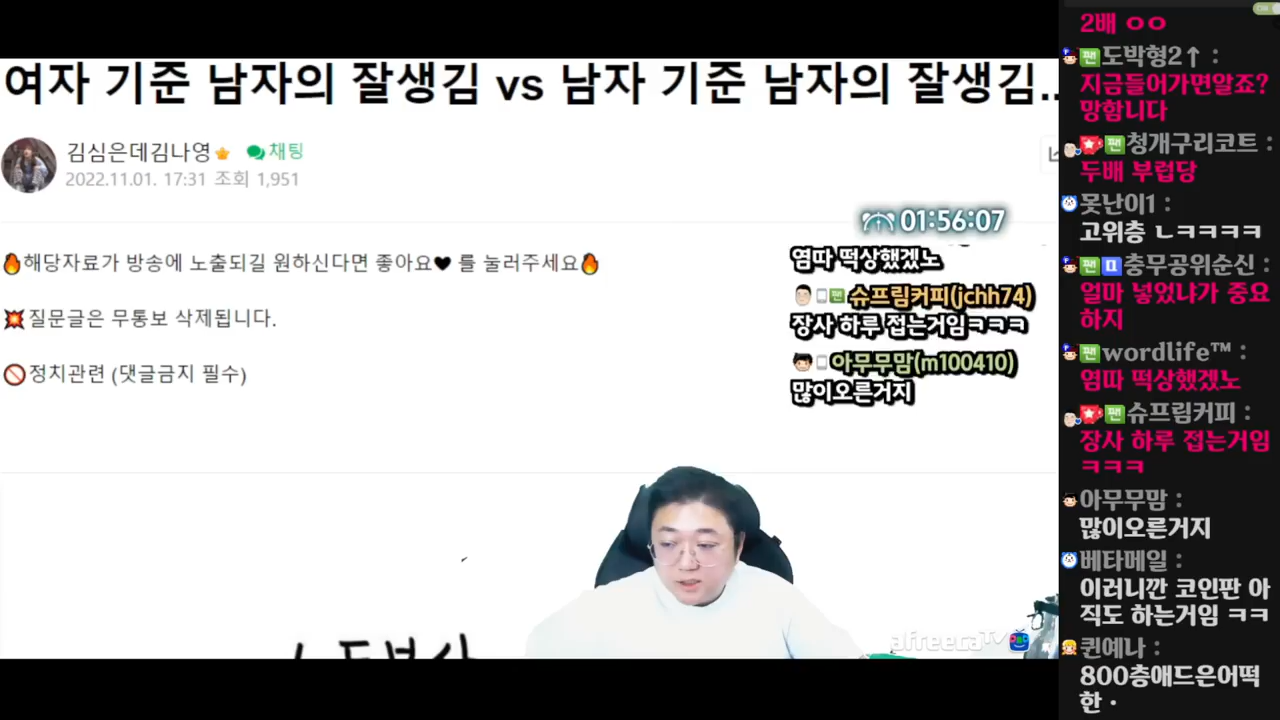 여자 기준 남자의 잘생김 vs 남자 기준 남자의 잘생김..
김심은데김나영 채팅
2022.11.01. 17:31 조회 1,951
🔥해당자료가 방송에 노출되길 원하신다면 좋아요♥ 를 눌러주세요🔥
💥질문글은 무통보 삭제됩니다.
🚫정치관련 (댓글금지 필수)
01:56:07
염따 떡상했겠노
팬 슈프림커피(jchh74)
장사 하루 접는거임ㅋㅋㅋ
아무무맘(m100410)
많이오른거지
afreecaTV
2배 ㅇㅇ
팬 도박형2↑ :
지금들어가면알죠?
망합니다
팬 청개구리코트 :
두배 부럽당
못난이1 :
고위층 ㄴㅋㅋㅋㅋ
팬 충무공위순신 :
얼마 넣었냐가 중요
하지
팬 wordlife™ :
염따 떡상했겠노
팬 슈프림커피 :
장사 하루 접는거임
ㅋㅋㅋ
아무무맘 :
많이오른거지
베타메일 :
이러니깐 코인판 아
직도 하는거임 ㅋㅋ
퀸예나 :
800층애드은어떡
한 ·